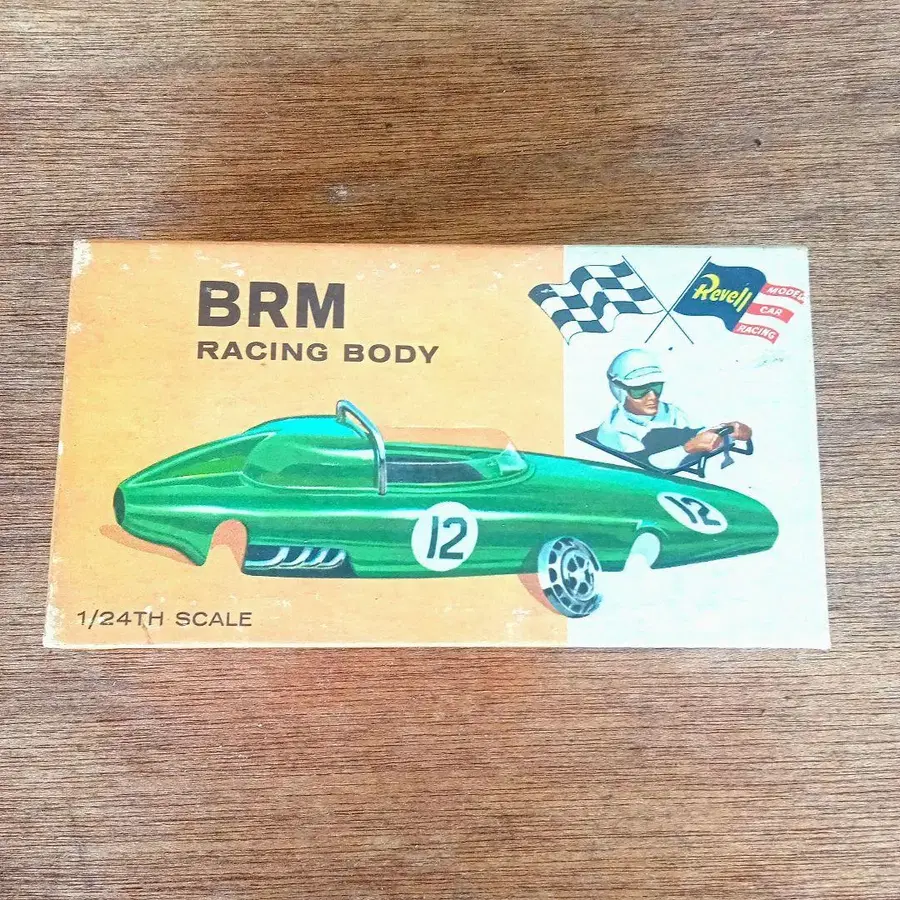 BRM
RACING BODY
Revell
MODEL
CAR
RACING
12
12
1/24TH SCALE